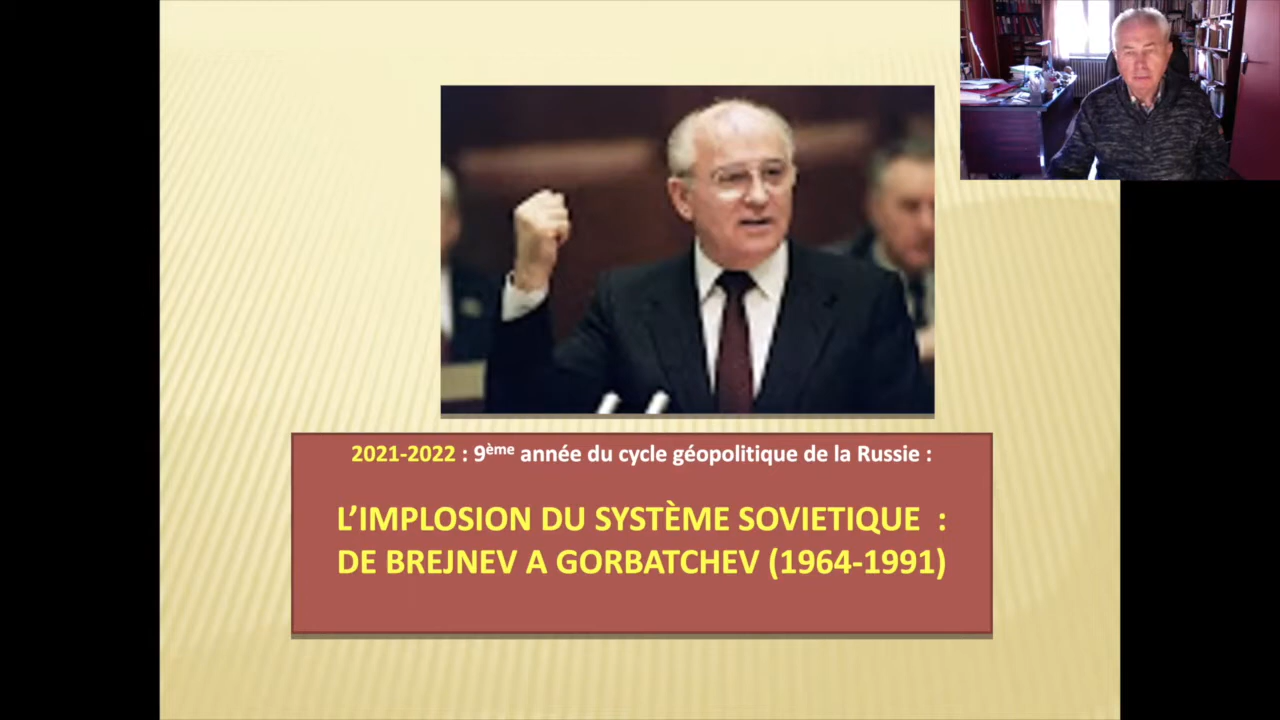 2021-2022 : 9ème année du cycle géopolitique de la Russie :
L’IMPLOSION DU SYSTÈME SOVIETIQUE :
DE BREJNEV A GORBATCHEV (1964-1991)